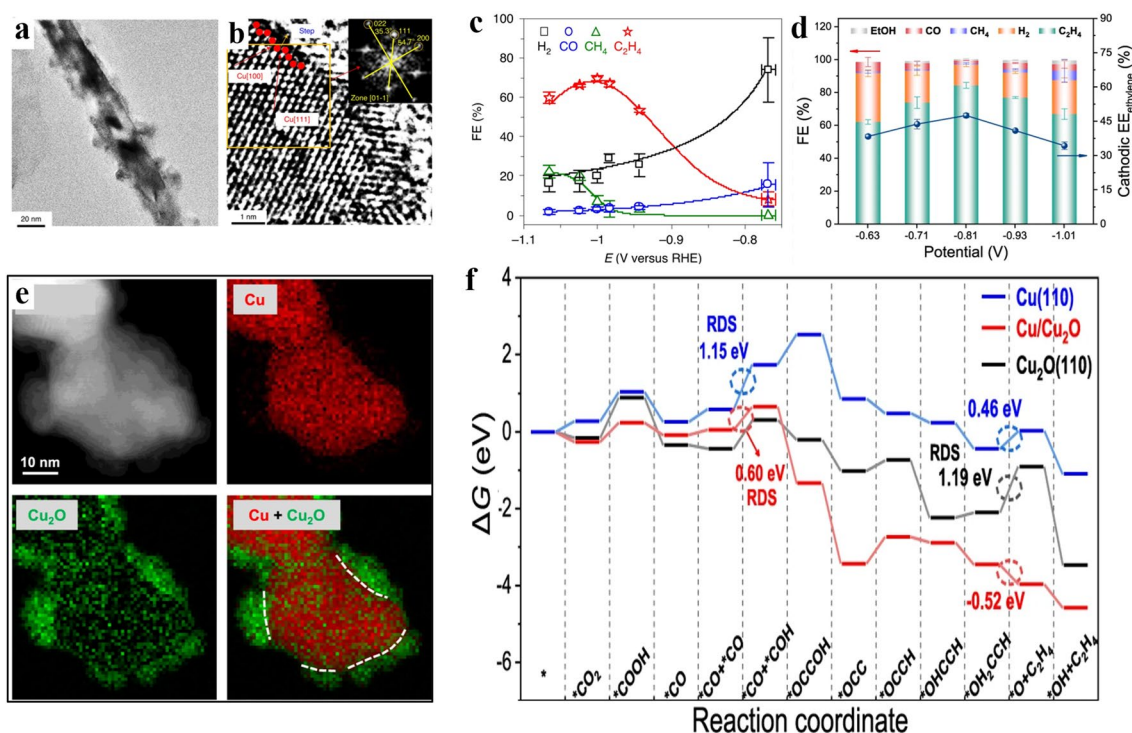 a
20 nm
b
Step
Cu[100]
Cu[111]
022
35.3°
111
54.7°
200
Zone [01-1]
1 nm
c
FE (%)
100
80
60
40
20
0
H2
CO
CH4
C2H4
−1.1
−1
−0.9
−0.8
E (V versus RHE)
d
EtOH
CO
CH4
H2
C2H4
FE (%)
120
100
80
60
40
20
0
Cathodic EEethylene (%)
90
75
60
45
30
15
0
-0.63
-0.71
-0.81
-0.93
-1.01
Potential (V)
e
10 nm
Cu
Cu2O
Cu + Cu2O
f
ΔG (eV)
4
2
0
-2
-4
-6
Cu(110)
Cu/Cu2O
Cu2O(110)
RDS
1.15 eV
0.60 eV
RDS
RDS
1.19 eV
0.46 eV
-0.52 eV
*
*CO2
*COOH
*CO
*CO+*CO
*CO+*COH
*OCCOH
*OCC
*OCCH
*OHCCH
*OH2CCH
*O+C2H4
*OH+C2H4
Reaction coordinate